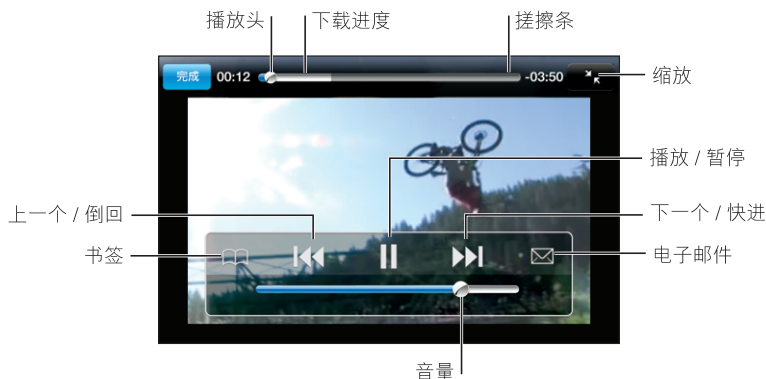 播放头 下载进度 搓擦条
完成 00:12 -03:50
缩放
播放 / 暂停
上一个 / 倒回
下一个 / 快进
书签
电子邮件
音量